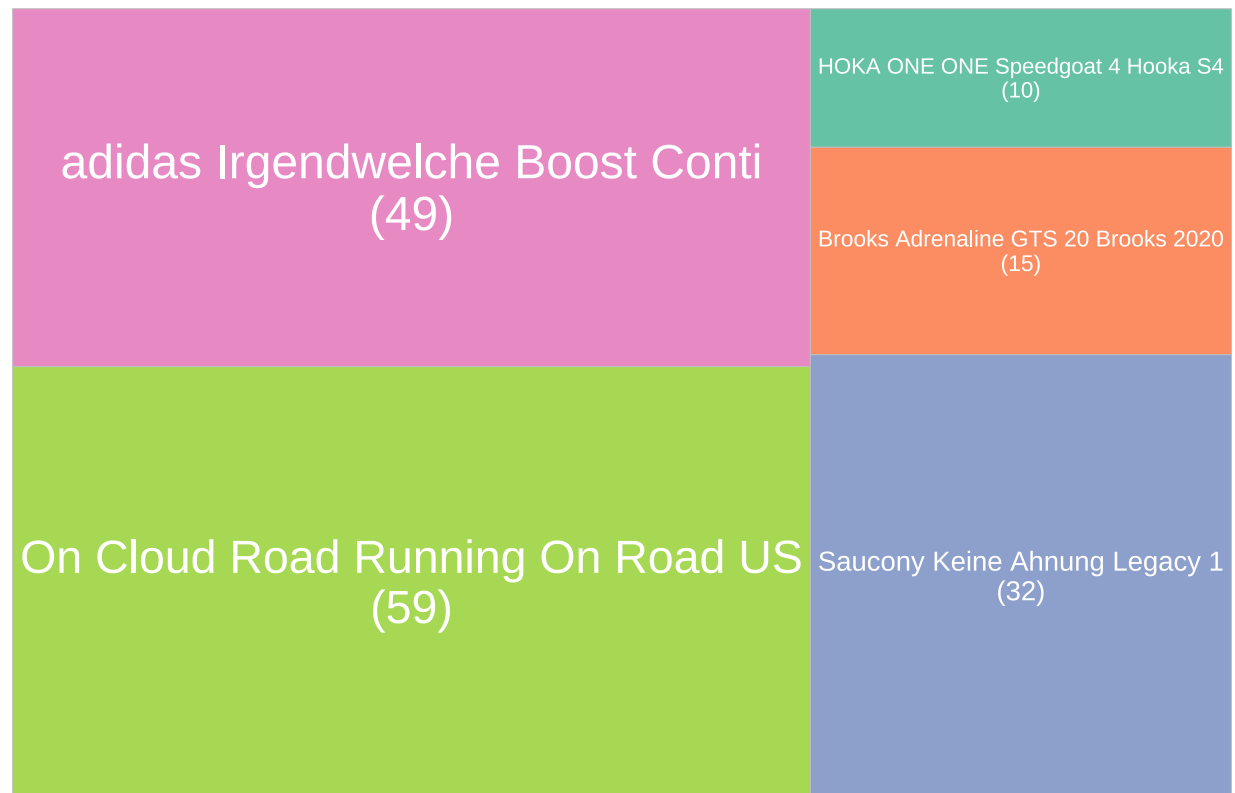 adidas Irgendwelche Boost Conti
(49)
On Cloud Road Running On Road US
(59)
HOKA ONE ONE Speedgoat 4 Hooka S4
(10)
Brooks Adrenaline GTS 20 Brooks 2020
(15)
Saucony Keine Ahnung Legacy 1
(32)